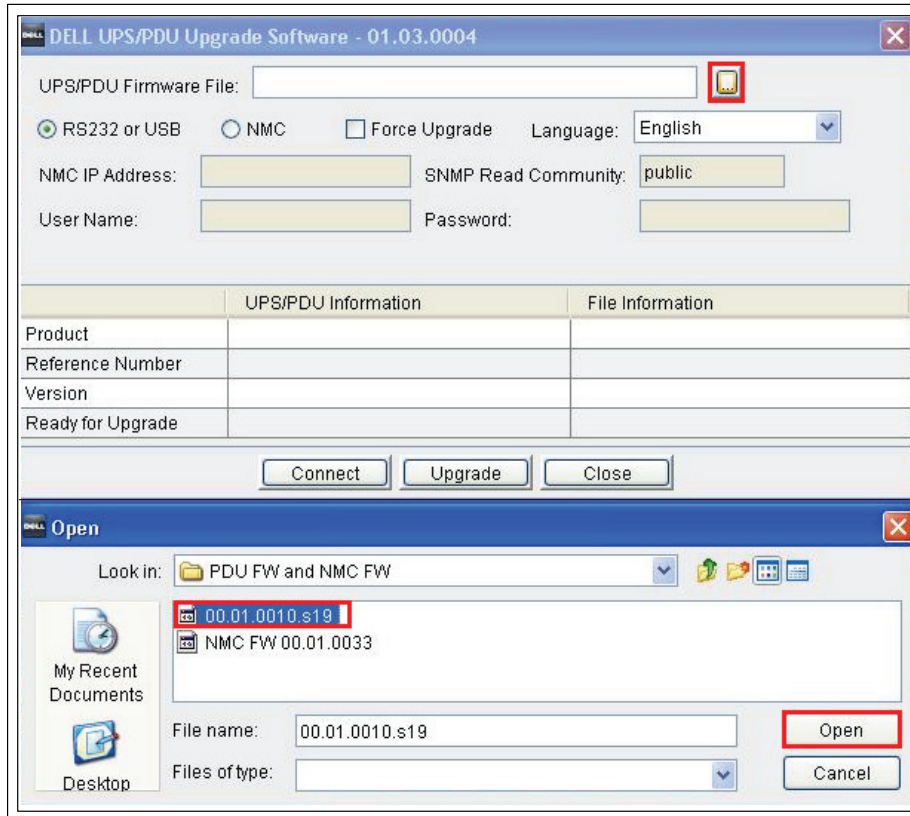 DELL DELL UPS/PDU Upgrade Software - 01.03.0004
UPS/PDU Firmware File: ...
RS232 or USB NMC Force Upgrade Language: English
NMC IP Address: SNMP Read Community: public
User Name: Password:
UPS/PDU Information File Information
Product
Reference Number
Version
Ready for Upgrade
Connect Upgrade Close
DELL Open
Look in: PDU FW and NMC FW
00.01.0010.s19
NMC FW 00.01.0033
My Recent
Documents
File name: 00.01.0010.s19 Open
Desktop
Files of type: Cancel